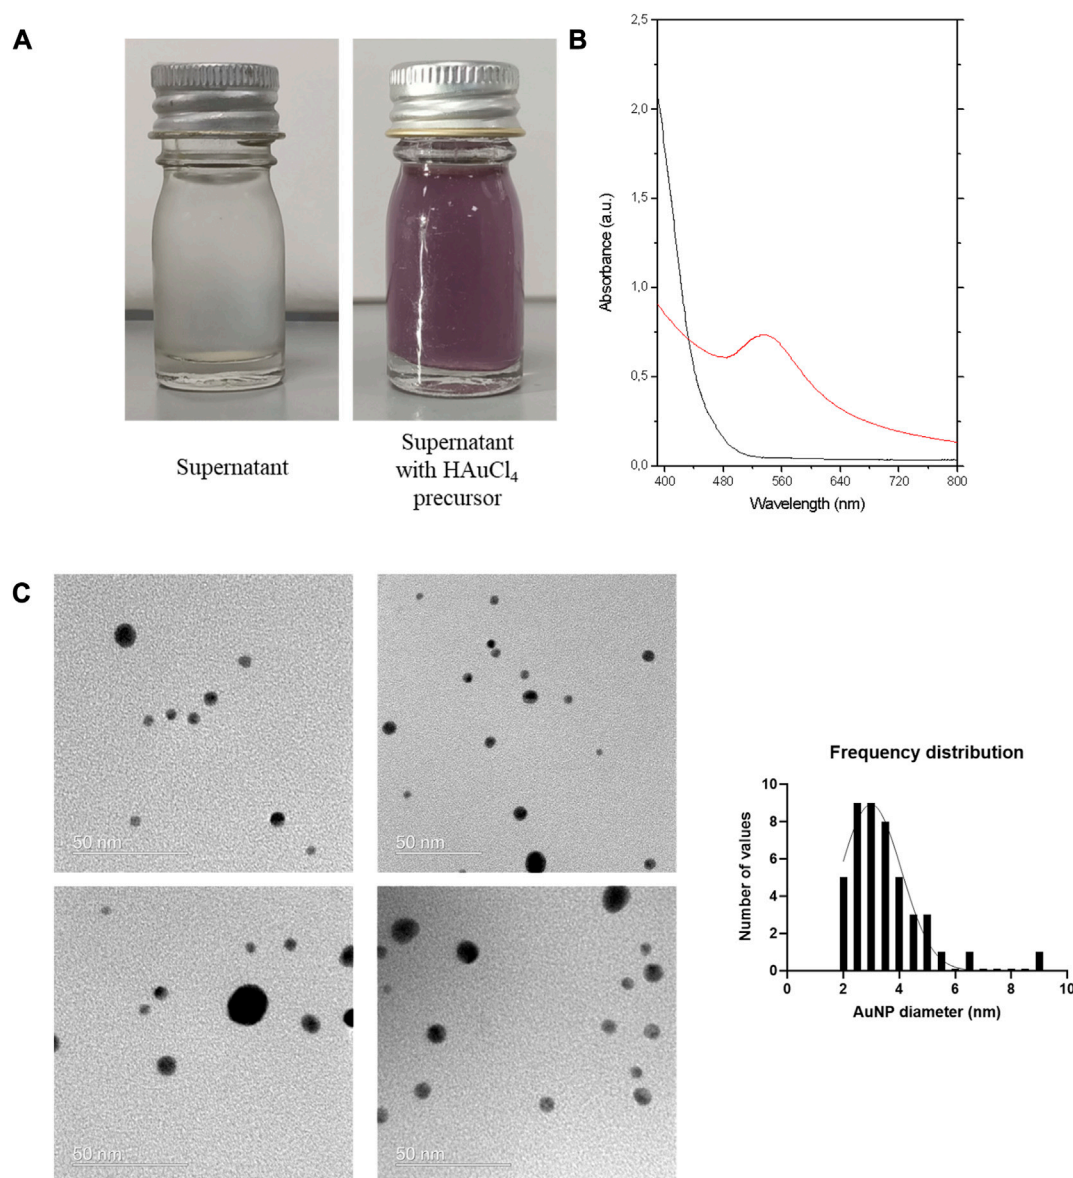 A
Supernatant
Supernatant
with HAuCl4
precursor
B
2,5
2,0
1,5
1,0
0,5
0,0
Absorbance (a.u.)
400 480 560 640 720 800
Wavelength (nm)
C
50 nm
50 nm
50 nm
50 nm
Frequency distribution
10
8
6
4
2
0
Number of values
0 2 4 6 8 10
AuNP diameter (nm)